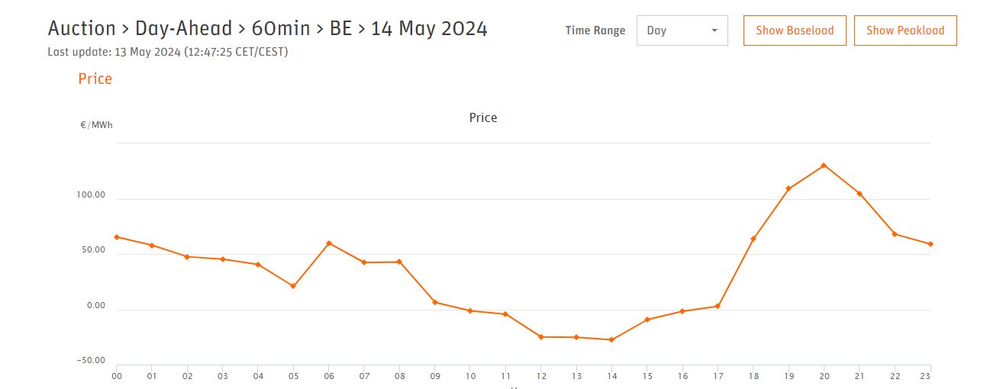 Auction > Day-Ahead > 60min > BE > 14 May 2024
Time Range Day Show Baseload Show Peakload
Last update: 13 May 2024 (12:47:25 CET/CEST)
Price
Price
€/MWh
100.00
50.00
0.00
-50.00
00 01 02 03 04 05 06 07 08 09 10 11 12 13 14 15 16 17 18 19 20 21 22 23